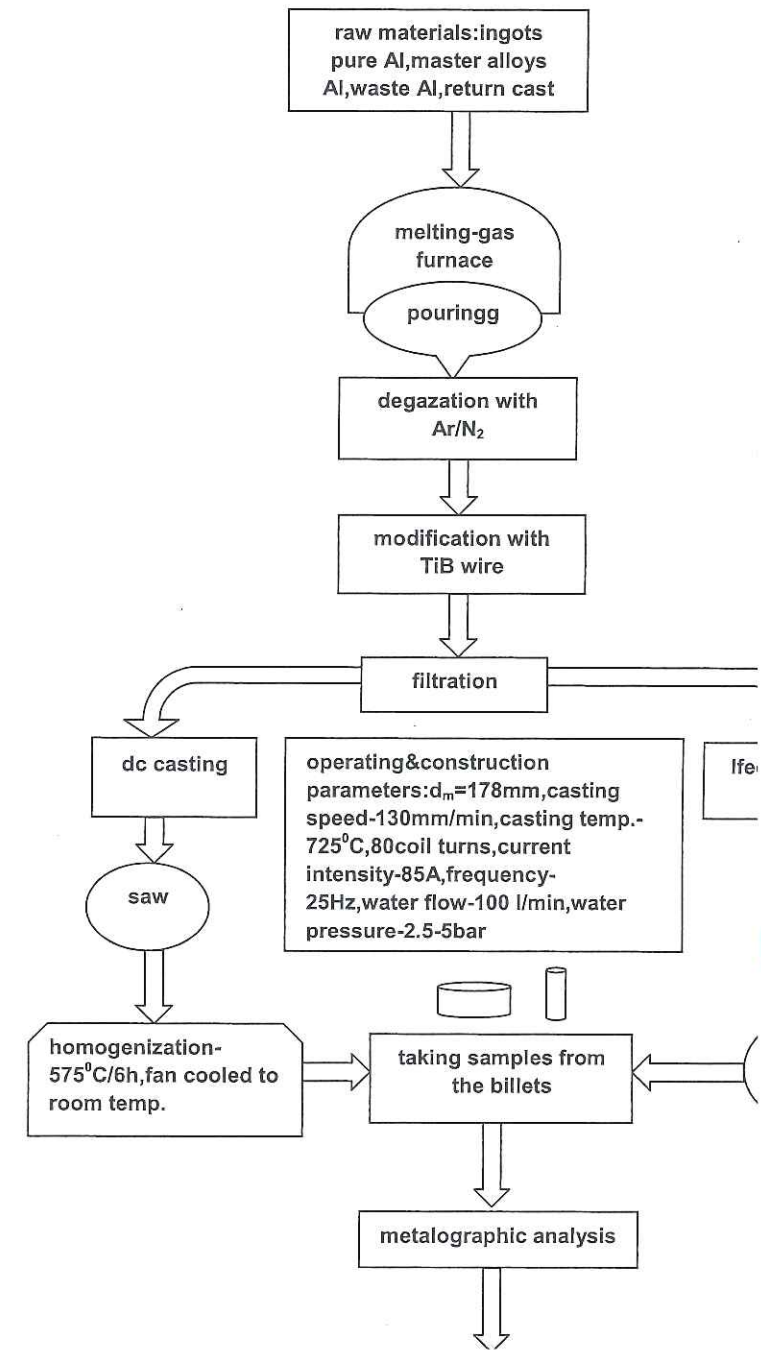 raw materials:ingots
pure Al,master alloys
Al,waste Al,return cast
melting-gas
furnace
pouringg
degazation with
Ar/N₂
modification with
TiB wire
filtration
dc casting
operating&construction
parameters:dₘ=178mm,casting
speed-130mm/min,casting temp.-
725⁰C,80coil turns,current
intensity-85A,frequency-
25Hz,water flow-100 l/min,water
pressure-2.5-5bar
saw
homogenization-
575⁰C/6h,fan cooled to
room temp.
taking samples from
the billets
metalographic analysis